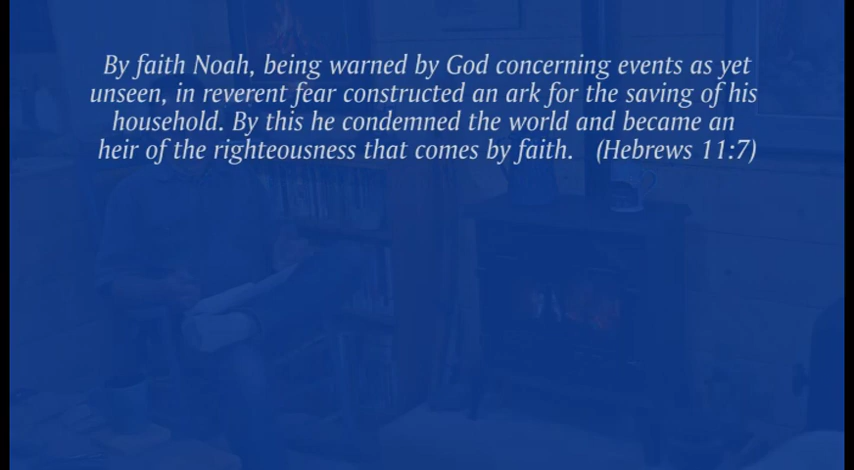 By faith Noah, being warned by God concerning events as yet
unseen, in reverent fear constructed an ark for the saving of his
household. By this he condemned the world and became an
heir of the righteousness that comes by faith. (Hebrews 11:7)